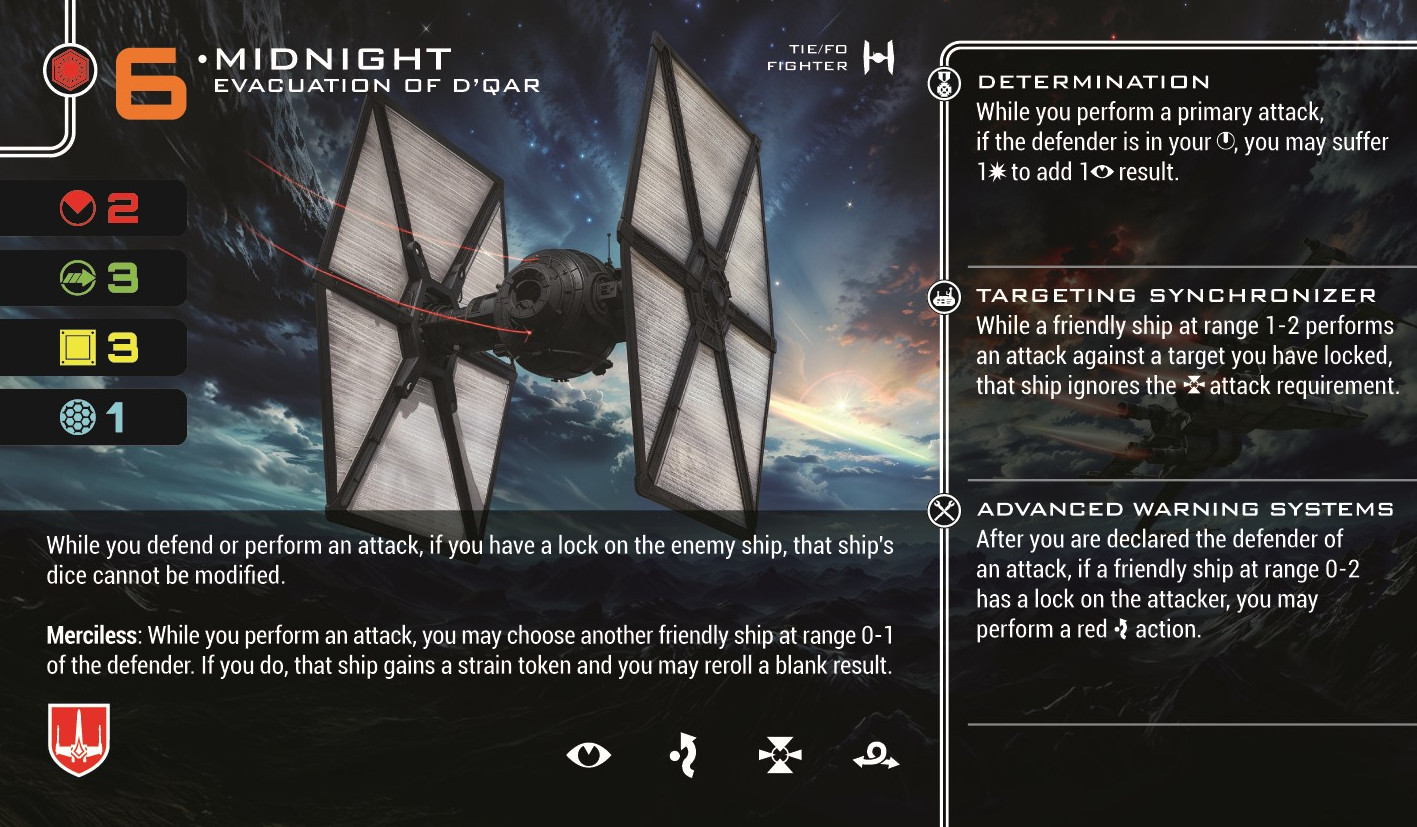 6
•MIDNIGHT
EVACUATION OF D'QAR
TIE/FO
FIGHTER
2
3
3
1
While you defend or perform an attack, if you have a lock on the enemy ship, that ship's
dice cannot be modified.
Merciless: While you perform an attack, you may choose another friendly ship at range 0-1
of the defender. If you do, that ship gains a strain token and you may reroll a blank result.
DETERMINATION
While you perform a primary attack,
if the defender is in your , you may suffer
1 to add 1 result.
TARGETING SYNCHRONIZER
While a friendly ship at range 1-2 performs
an attack against a target you have locked,
that ship ignores the attack requirement.
ADVANCED WARNING SYSTEMS
After you are declared the defender of
an attack, if a friendly ship at range 0-2
has a lock on the attacker, you may
perform a red action.